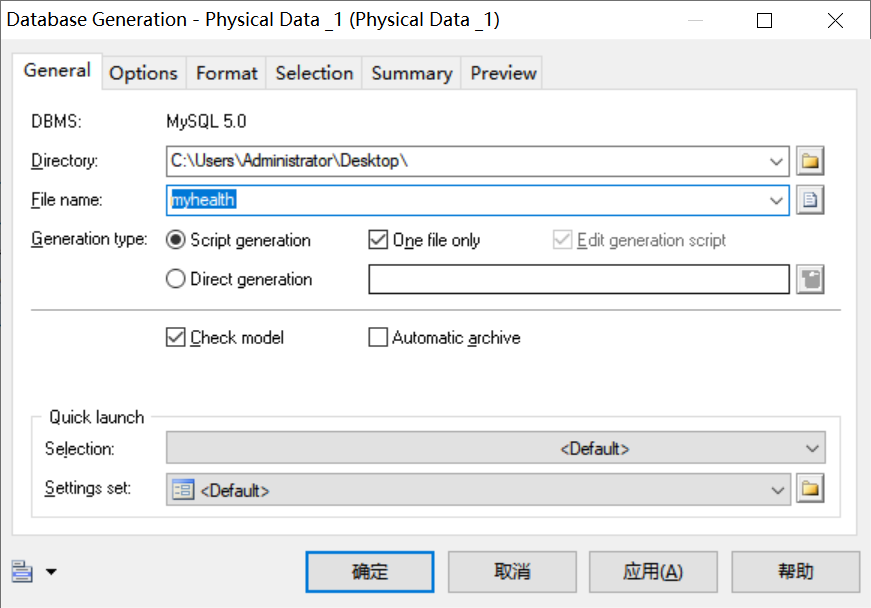 Database Generation - Physical Data _1 (Physical Data _1)
General Options Format Selection Summary Preview
DBMS: MySQL 5.0
Directory: C:\Users\Administrator\Desktop\
File name: myhealth
Generation type: Script generation One file only Edit generation script
Direct generation
Check model Automatic archive
Quick launch
Selection: <Default>
Settings set: <Default>
确定 取消 应用(A) 帮助